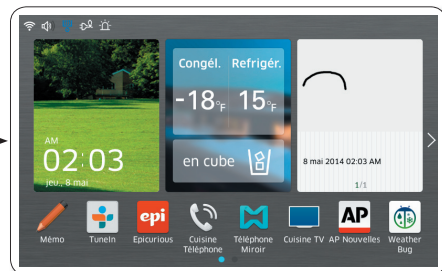 Congél. Refrigér.
-18°F 15°F
en cube
AM
02:03
jeu., 8 mai
8 mai 2014 02:03 AM
1/1
epi
AP
Mémo
TuneIn
Epicurious
Cuisine Téléphone
Téléphone Miroir
Cuisine TV
AP Nouvelles
Weather Bug